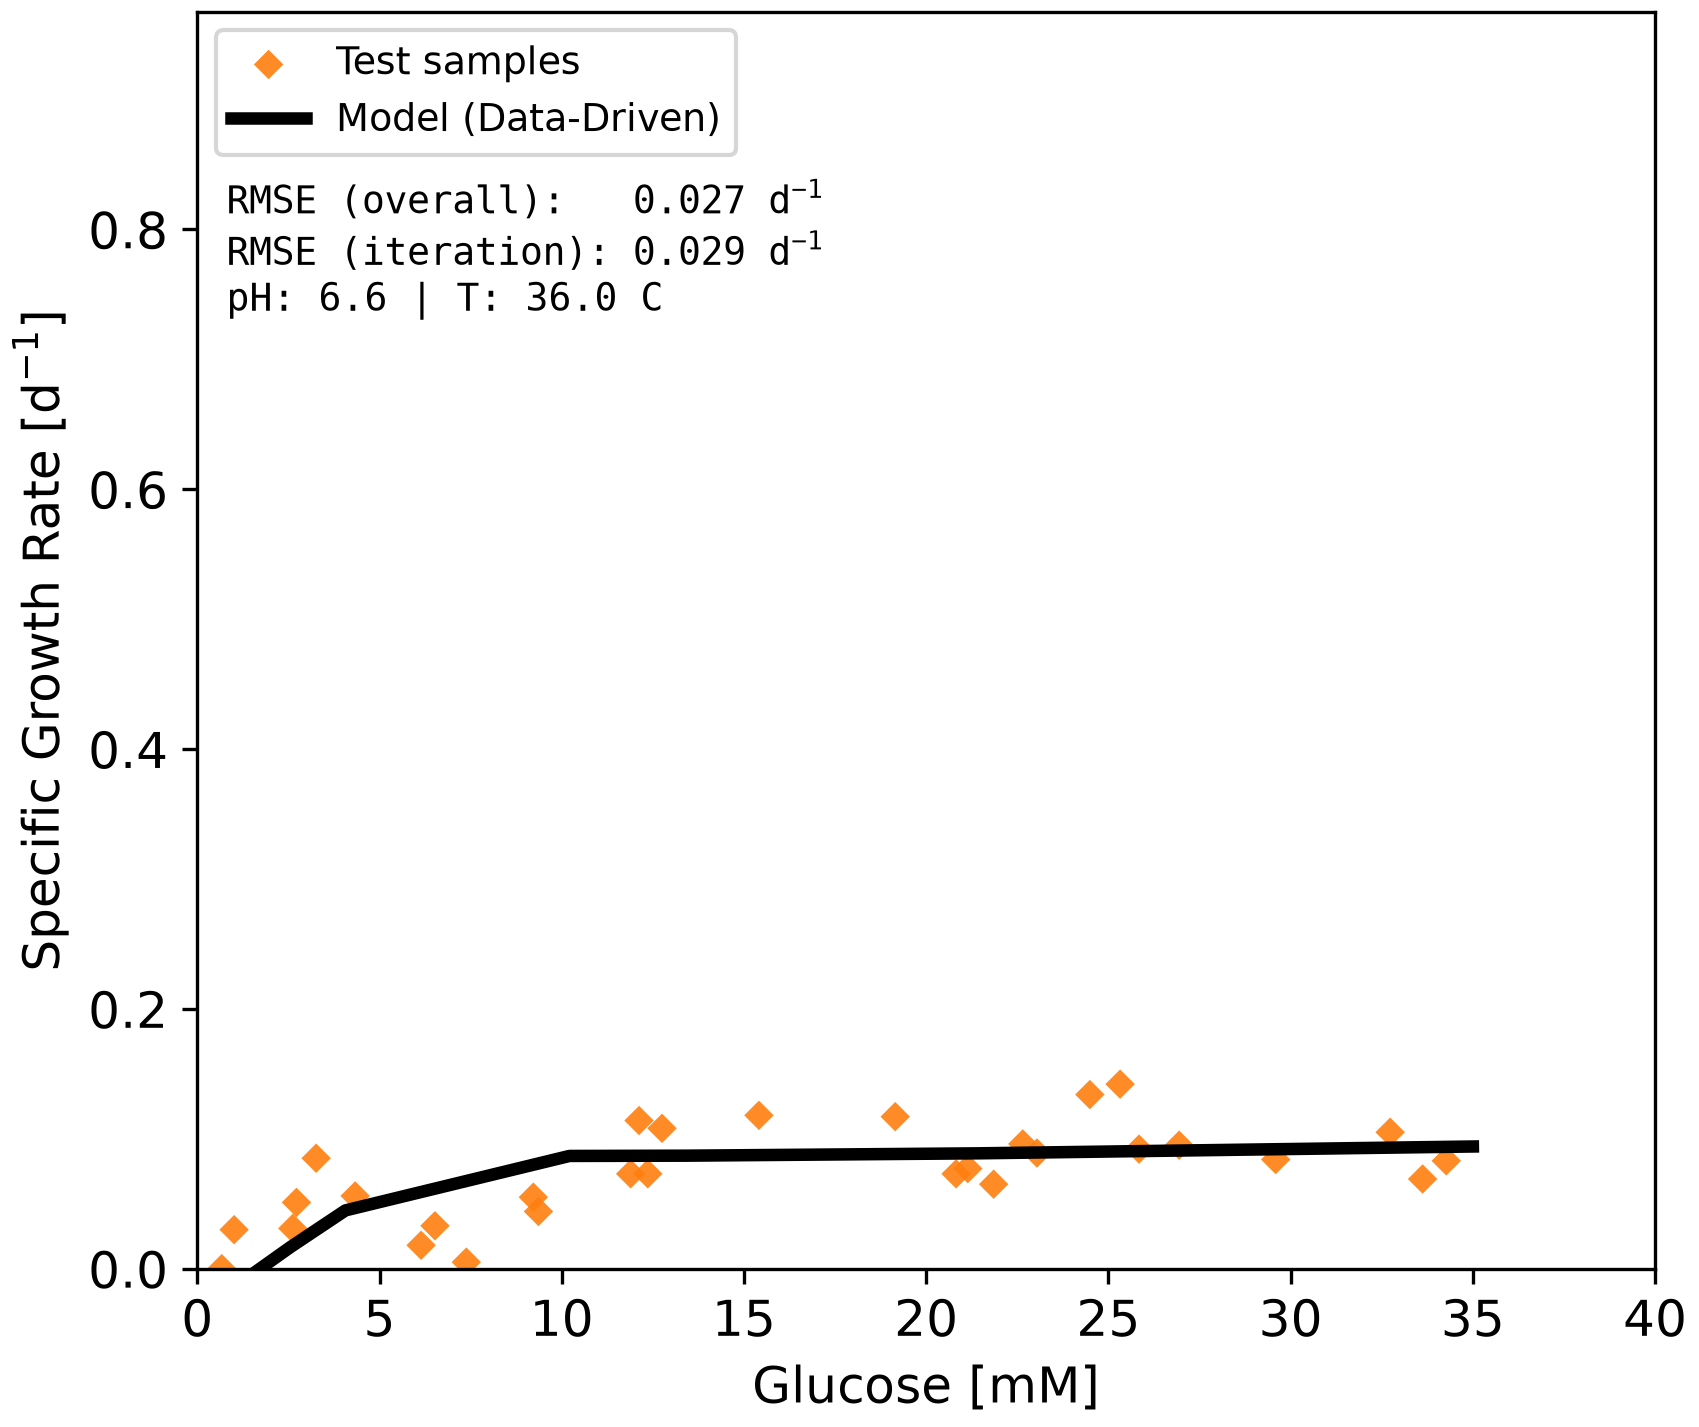 Test samples
Model (Data-Driven)
RMSE (overall):   0.027 d⁻¹
RMSE (iteration): 0.029 d⁻¹
pH: 6.6 | T: 36.0 C
Specific Growth Rate [d⁻¹]
0.8
0.6
0.4
0.2
0.0
0 5 10 15 20 25 30 35 40
Glucose [mM]